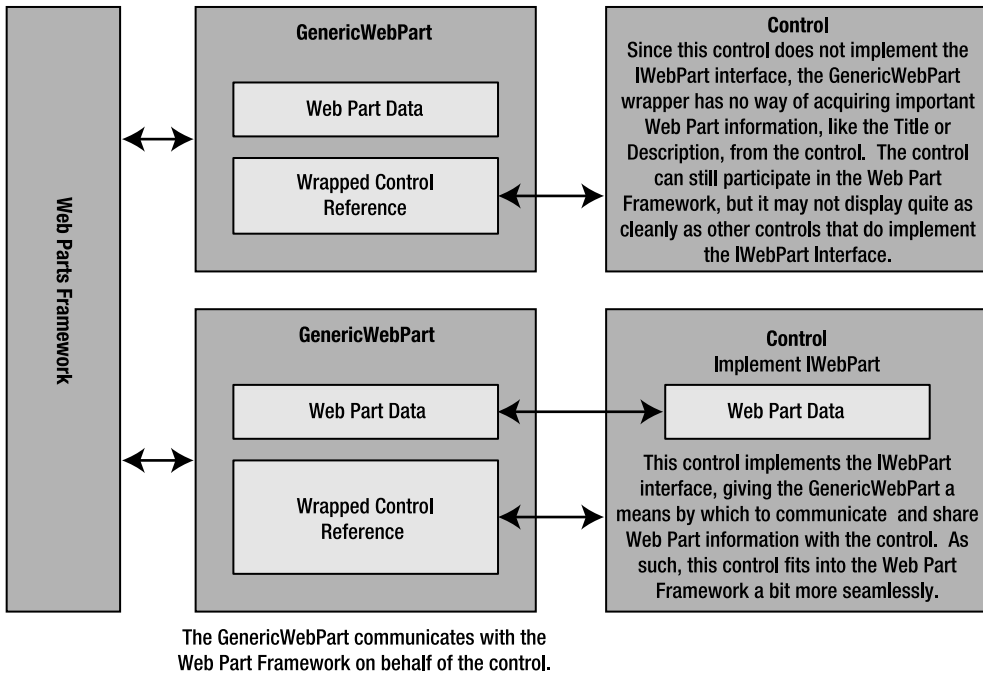 Web Parts Framework
GenericWebPart
Web Part Data
Wrapped Control
Reference
Control
Since this control does not implement the
IWebPart interface, the GenericWebPart
wrapper has no way of acquiring important
Web Part information, like the Title or
Description, from the control.  The control
can still participate in the Web Part
Framework, but it may not display quite as
cleanly as other controls that do implement
the IWebPart Interface.
GenericWebPart
Web Part Data
Wrapped Control
Reference
Control
Implement IWebPart
Web Part Data
This control implements the IWebPart
interface, giving the GenericWebPart a
means by which to communicate  and share
Web Part information with the control.  As
such, this control fits into the Web Part
Framework a bit more seamlessly.
The GenericWebPart communicates with the
Web Part Framework on behalf of the control.